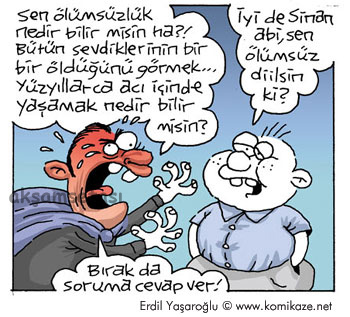 Sen ölümsüzlük
nedir bilir misin ha?!
Bütün sevdiklerinin bir
bir öldüğünü görmek...
Yüzyıllarca acı içinde
yaşamak nedir bilir
misin?
İyi de Sinan
abi, sen
ölümsüz
diilsin
ki?
Bırak da
soruma cevap ver!
Erdil Yaşaroğlu © www.komikaze.net